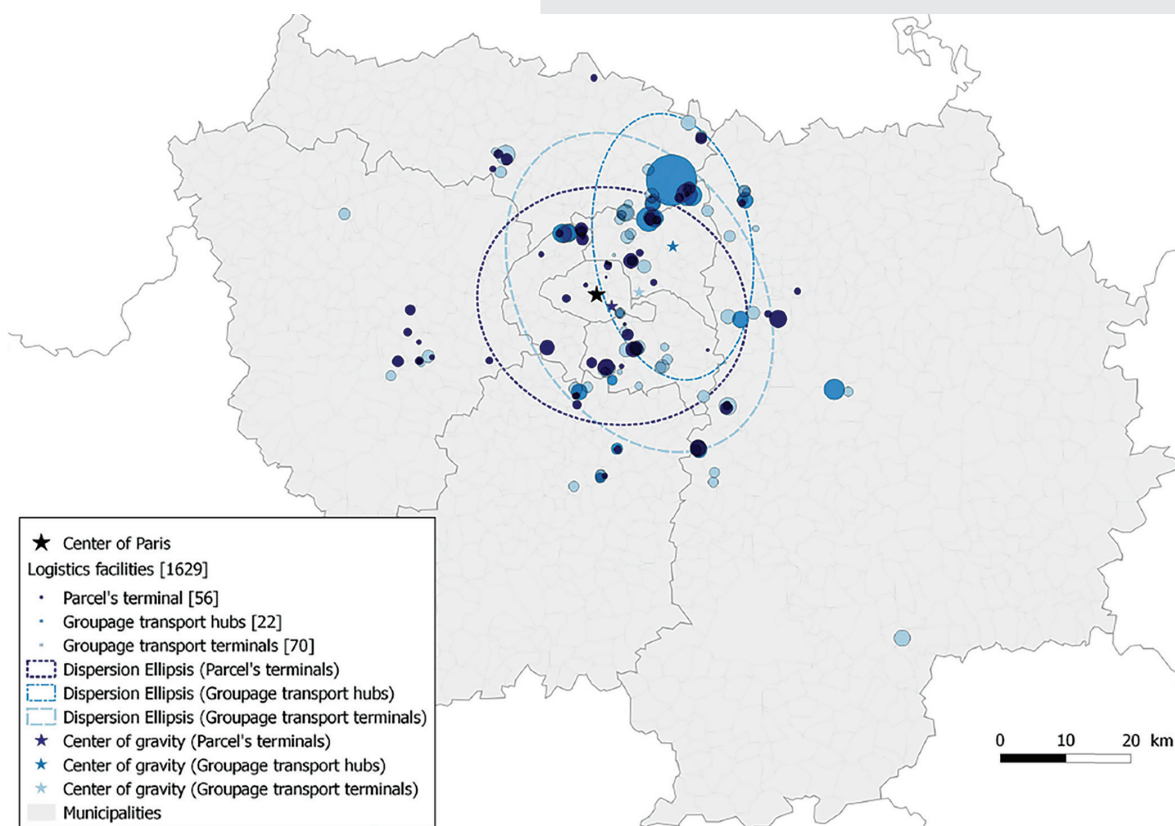 Center of Paris
Logistics facilities [1629]
Parcel's terminal [56]
Groupage transport hubs [22]
Groupage transport terminals [70]
Dispersion Ellipsis (Parcel's terminals)
Dispersion Ellipsis (Groupage transport hubs)
Dispersion Ellipsis (Groupage transport terminals)
Center of gravity (Parcel's terminals)
Center of gravity (Groupage transport hubs)
Center of gravity (Groupage transport terminals)
Municipalities
0 10 20 km